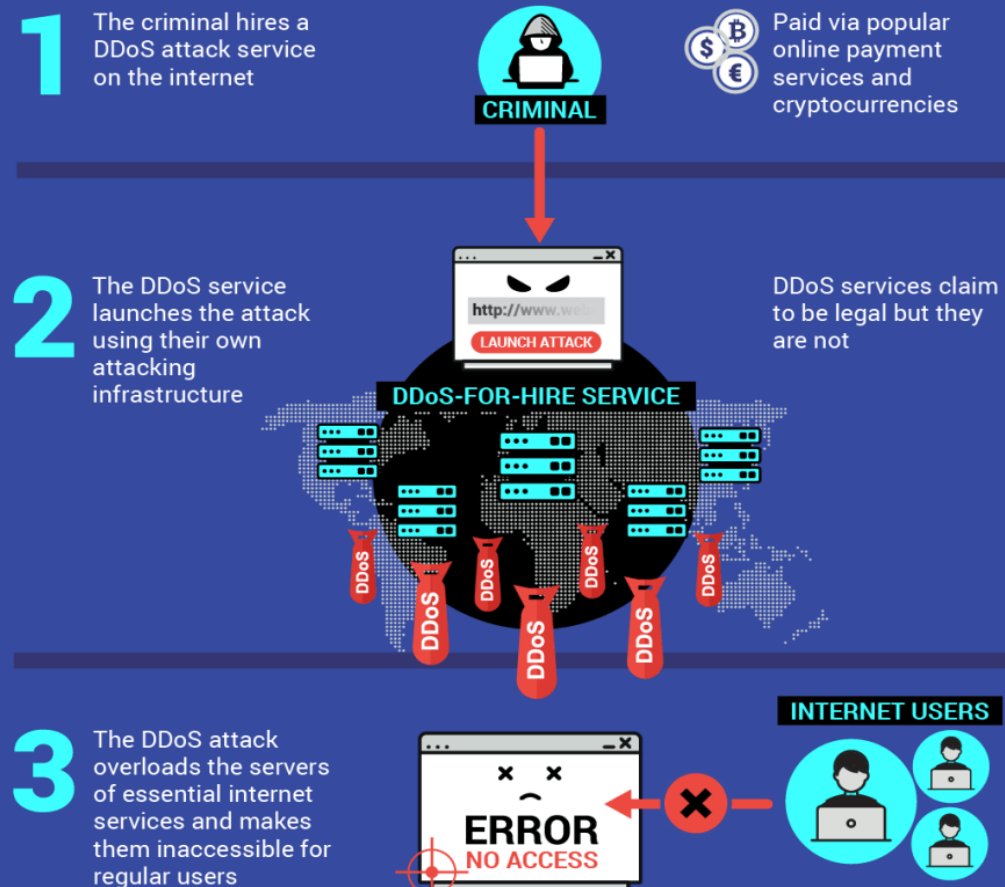 1
The criminal hires a
DDoS attack service
on the internet
CRIMINAL
$
₿
€
Paid via popular
online payment
services and
cryptocurrencies
2
The DDoS service
launches the attack
using their own
attacking
infrastructure
http://www.web
LAUNCH ATTACK
DDoS services claim
to be legal but they
are not
DDoS-FOR-HIRE SERVICE
DDoS
DDoS
DDoS
DDoS
DDoS
DDoS
DDoS
3
The DDoS attack
overloads the servers
of essential internet
services and makes
them inaccessible for
regular users
ERROR
NO ACCESS
INTERNET USERS